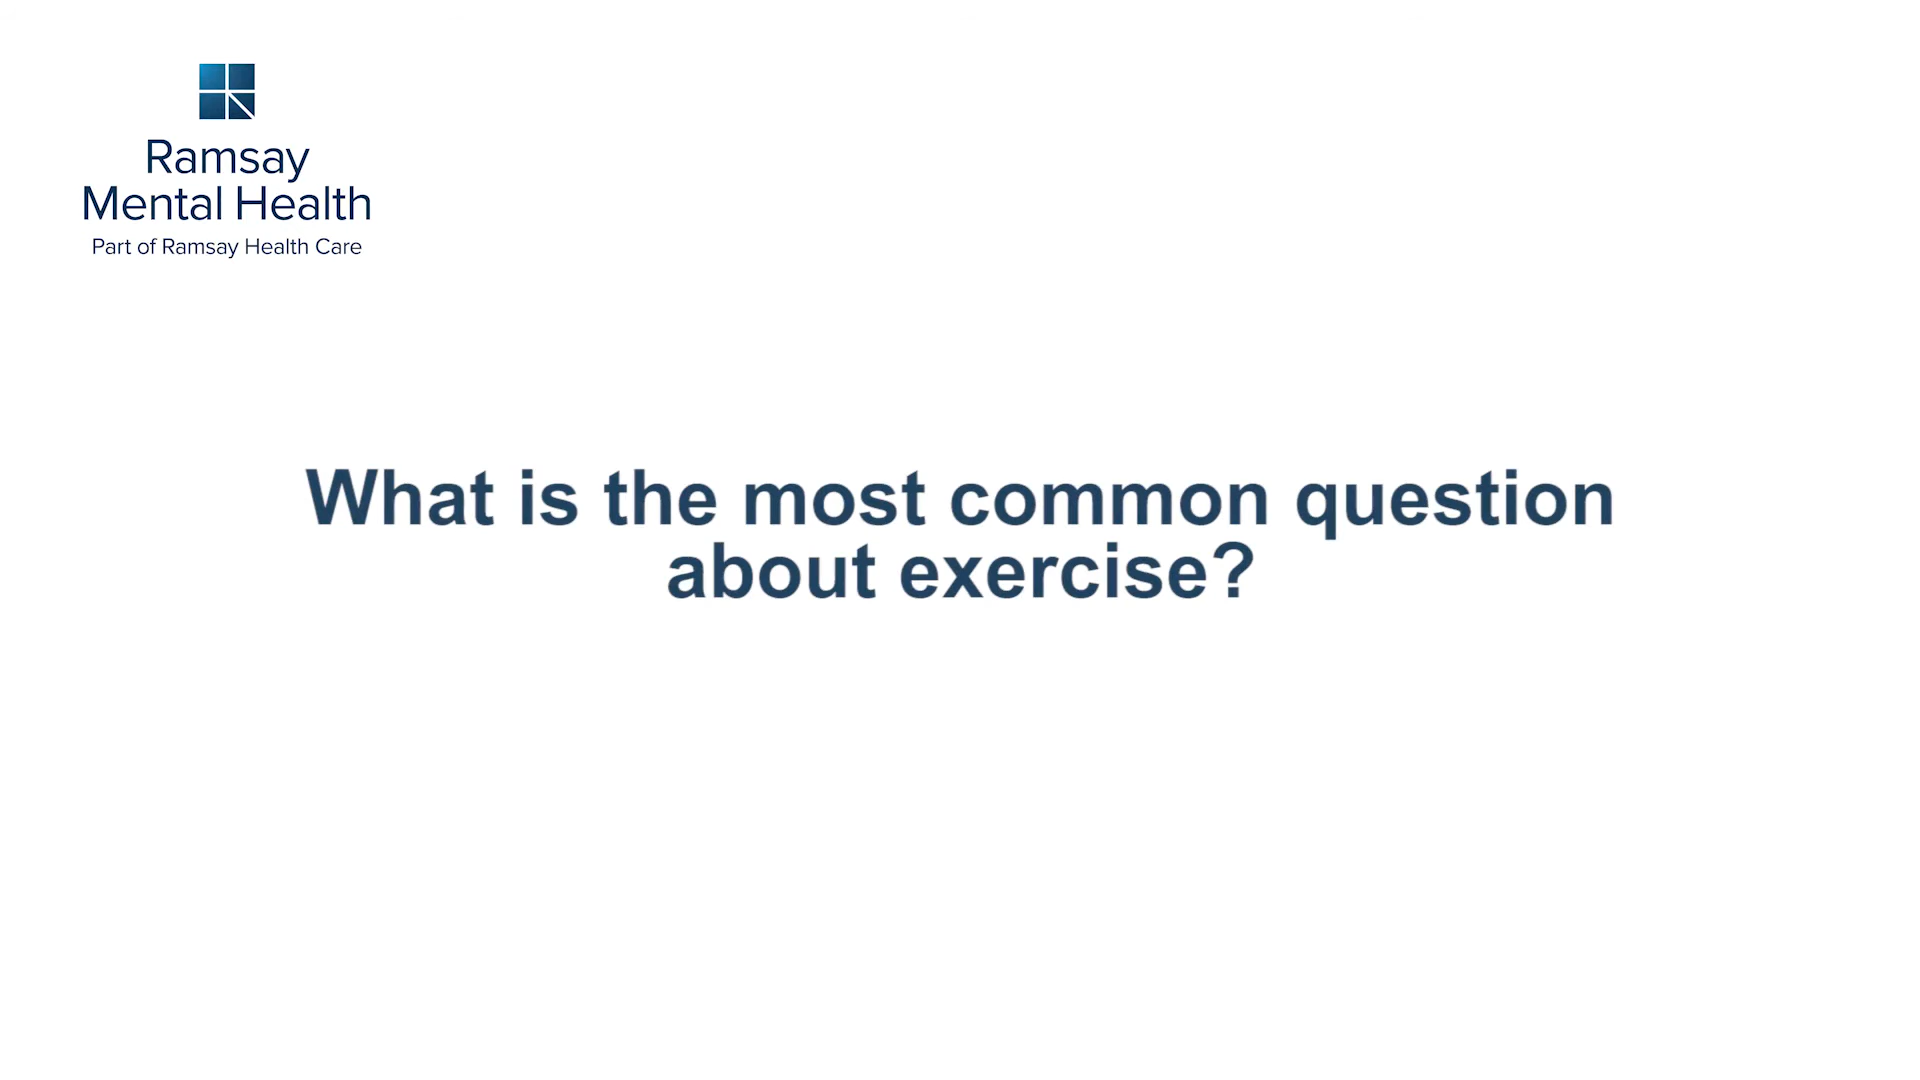 Ramsay
Mental Health
Part of Ramsay Health Care
What is the most common question
about exercise?